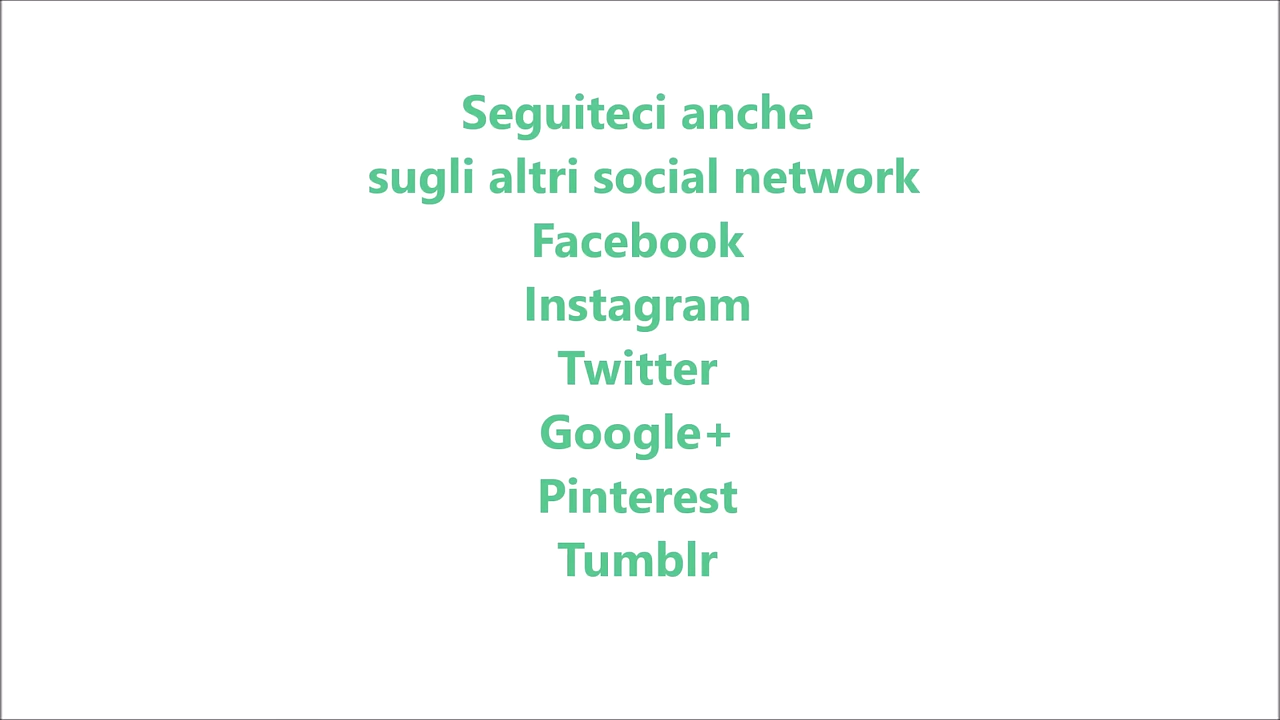 Seguiteci anche
sugli altri social network
Facebook
Instagram
Twitter
Google+
Pinterest
Tumblr